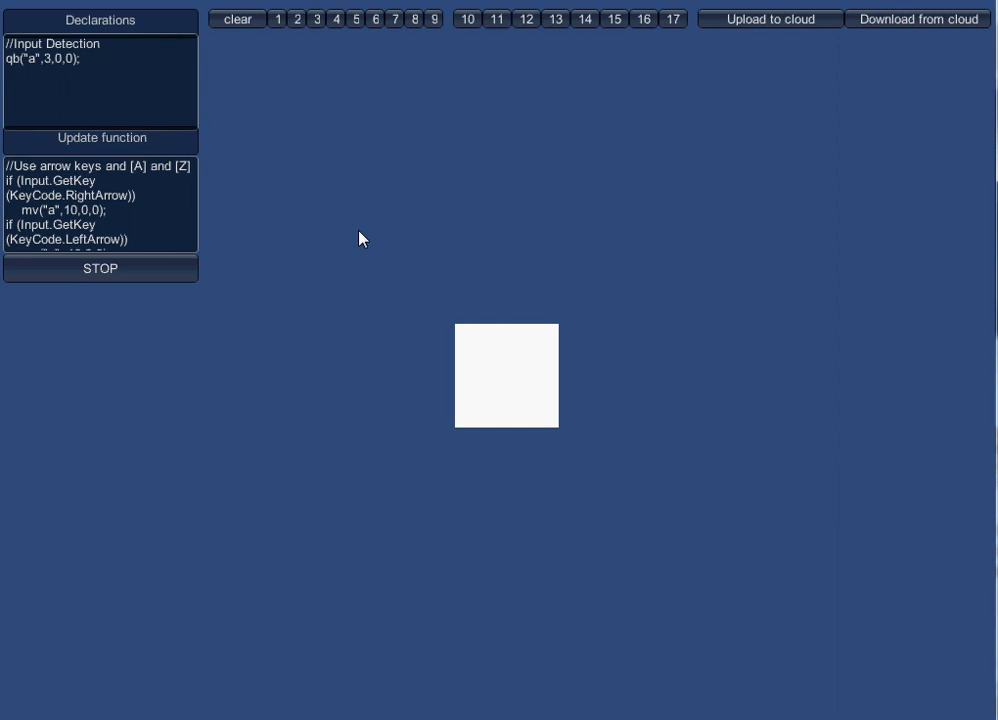 Declarations
clear 1 2 3 4 5 6 7 8 9 10 11 12 13 14 15 16 17 Upload to cloud Download from cloud
//Input Detection
qb("a",3,0,0);
Update function
//Use arrow keys and [A] and [Z]
if (Input.GetKey
(KeyCode.RightArrow))
mv("a",10,0,0);
if (Input.GetKey
(KeyCode.LeftArrow))
STOP